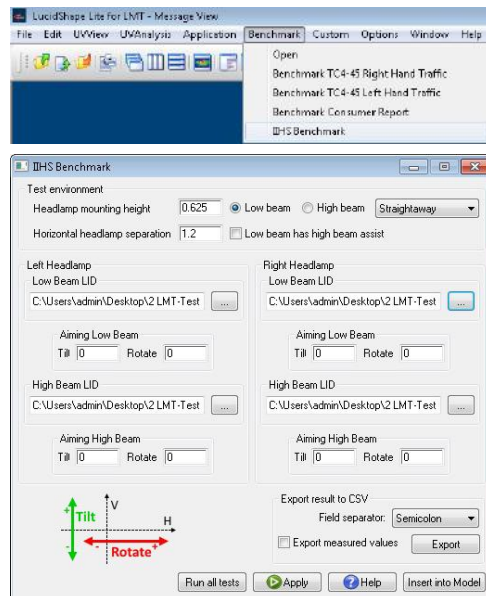 LucidShape Lite for LMT - Message View
File Edit UVView UVAnalysis Application Benchmark Custom Options Window Help
Open
Benchmark TC4-45 Right Hand Traffic
Benchmark TC4-45 Left Hand Traffic
Benchmark Consumer Report
IIHS Benchmark
IIHS Benchmark
Test environment
Headlamp mounting height 0.625 Low beam High beam Straightaway
Horizontal headlamp separation 1.2 Low beam has high beam assist
Left Headlamp Right Headlamp
Low Beam LID Low Beam LID
C:\Users\admin\Desktop\2 LMT-Test ... C:\Users\admin\Desktop\2 LMT-Test ...
Aiming Low Beam Aiming Low Beam
Tilt 0 Rotate 0 Tilt 0 Rotate 0
High Beam LID High Beam LID
C:\Users\admin\Desktop\2 LMT-Test ... C:\Users\admin\Desktop\2 LMT-Test ...
Aiming High Beam Aiming High Beam
Tilt 0 Rotate 0 Tilt 0 Rotate 0
+ V
Tilt H
- - Rotate +
Export result to CSV
Field separator: Semicolon
Export measured values Export
Run all tests Apply Help Insert into Model